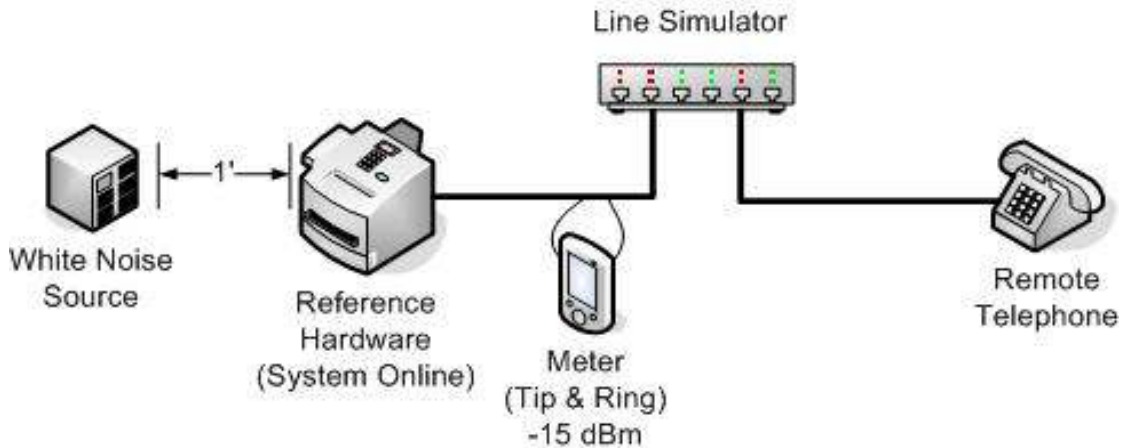 Line Simulator
1'
White Noise
Source
Reference
Hardware
(System Online)
Meter
(Tip & Ring)
-15 dBm
Remote
Telephone